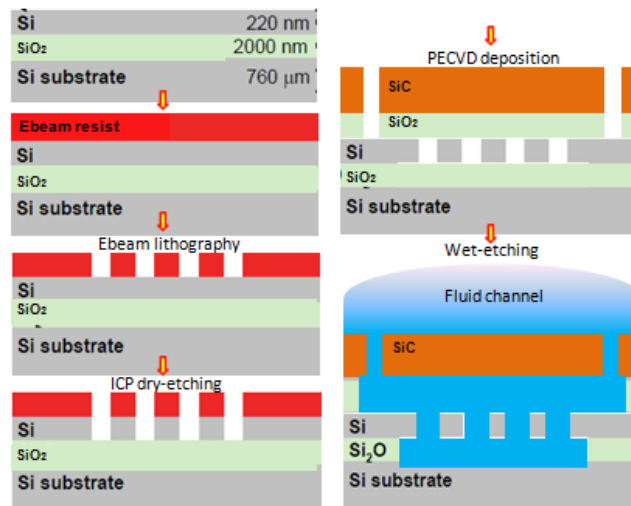 Si 220 nm
SiO2 2000 nm
Si substrate 760 μm
Ebeam resist
Si
SiO2
Si substrate
Ebeam lithography
Si
SiO2
Si substrate
ICP dry-etching
Si
SiO2
Si substrate
PECVD deposition
SiC
SiO2
Si
SiO2
Si substrate
Wet-etching
Fluid channel
SiC
Si
Si2O
Si substrate